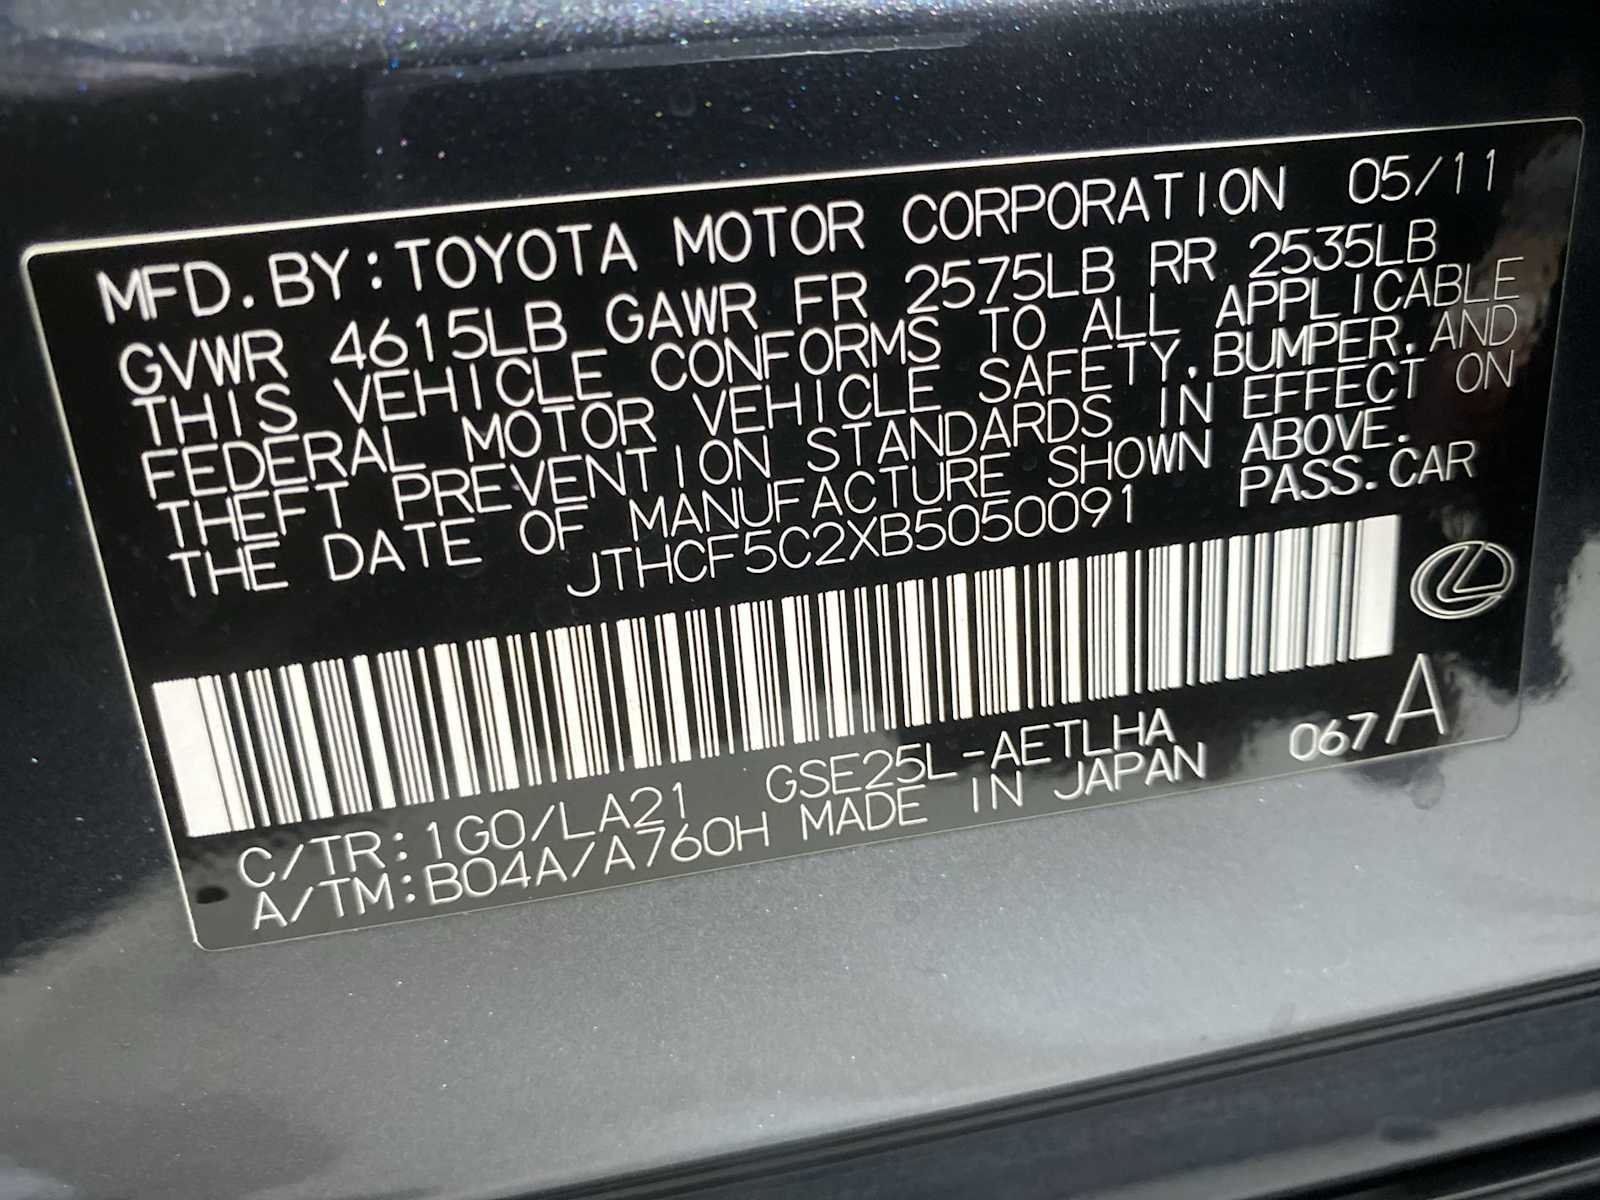 MFD. BY: TOYOTA MOTOR CORPORATION 05/11
GVWR 4615LB GAWR FR 2575LB RR 2535LB
THIS VEHICLE CONFORMS TO ALL APPLICABLE
FEDERAL MOTOR VEHICLE SAFETY, BUMPER, AND
THEFT PREVENTION STANDARDS IN EFFECT ON
THE DATE OF MANUFACTURE SHOWN ABOVE.
JTHCF5C2XB5050091 PASS. CAR
C/TR: 1G0/LA21 GSE25L-AETLHA 067 A
A/TM: B04A/A760H MADE IN JAPAN